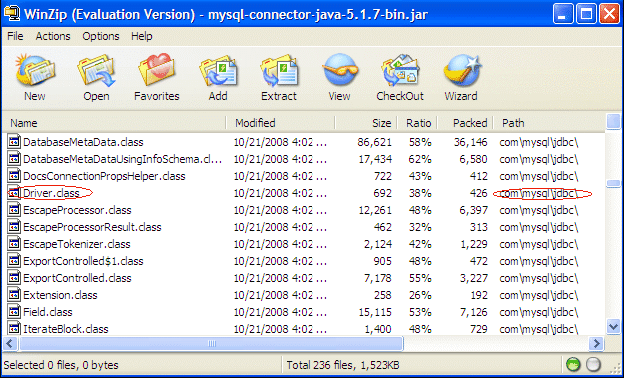 WinZip (Evaluation Version) - mysql-connector-java-5.1.7-bin.jar
File Actions Options Help
New Open Favorites Add Extract View CheckOut Wizard
Name Modified Size Ratio Packed Path
DatabaseMetaData.class 10/21/2008 4:02 ... 86,621 58% 36,146 com\mysql\jdbc\
DatabaseMetaDataUsingInfoSchema.c... 10/21/2008 4:02 ... 17,434 62% 6,580 com\mysql\jdbc\
DocsConnectionPropsHelper.class 10/21/2008 4:02 ... 722 43% 412 com\mysql\jdbc\
Driver.class 10/21/2008 4:02 ... 692 38% 426 com\mysql\jdbc\
EscapeProcessor.class 10/21/2008 4:02 ... 12,261 48% 6,397 com\mysql\jdbc\
EscapeProcessorResult.class 10/21/2008 4:02 ... 462 32% 313 com\mysql\jdbc\
EscapeTokenizer.class 10/21/2008 4:02 ... 2,124 42% 1,229 com\mysql\jdbc\
ExportControlled$1.class 10/21/2008 4:02 ... 905 48% 472 com\mysql\jdbc\
ExportControlled.class 10/21/2008 4:02 ... 7,178 55% 3,227 com\mysql\jdbc\
Extension.class 10/21/2008 4:02 ... 258 26% 192 com\mysql\jdbc\
Field.class 10/21/2008 4:02 ... 15,115 53% 7,126 com\mysql\jdbc\
IterateBlock.class 10/21/2008 4:02 ... 1,400 48% 729 com\mysql\jdbc\
Selected 0 files, 0 bytes Total 236 files, 1,523KB